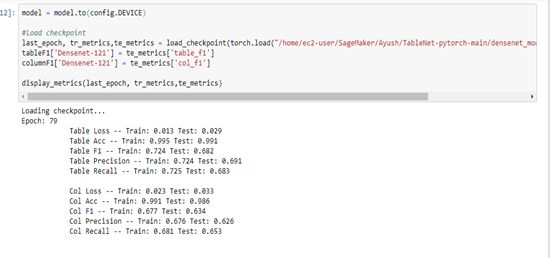 12]: model = model.to(config.DEVICE)
#Load checkpoint
last_epoch, tr_metrics,te_metrics = load_checkpoint(torch.load("/home/ec2-user/SageMaker/Ayush/TableNet-pytorch-main/densenet_mo
tableF1['Densenet-121'] = te_metrics['table_f1']
columnF1['Densenet-121'] = te_metrics['col_f1']
display_metrics(last_epoch, tr_metrics,te_metrics)
Loading checkpoint...
Epoch: 79
Table Loss -- Train: 0.013 Test: 0.029
Table Acc -- Train: 0.995 Test: 0.991
Table F1 -- Train: 0.724 Test: 0.682
Table Precision -- Train: 0.724 Test: 0.691
Table Recall -- Train: 0.725 Test: 0.683
Col Loss -- Train: 0.023 Test: 0.033
Col Acc -- Train: 0.991 Test: 0.986
Col F1 -- Train: 0.677 Test: 0.634
Col Precision -- Train: 0.676 Test: 0.626
Col Recall -- Train: 0.681 Test: 0.653